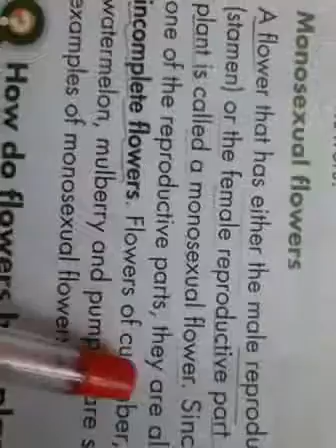 Monosexual flowers
A flower that has either the male reprodu
(stamen) or the female reproductive part
plant is called a monosexual flower. Sinc
one of the reproductive parts, they are al
incomplete flowers. Flowers of cu ber,
watermelon, mulberry and pump are s
examples of monosexual flower
How do flowers